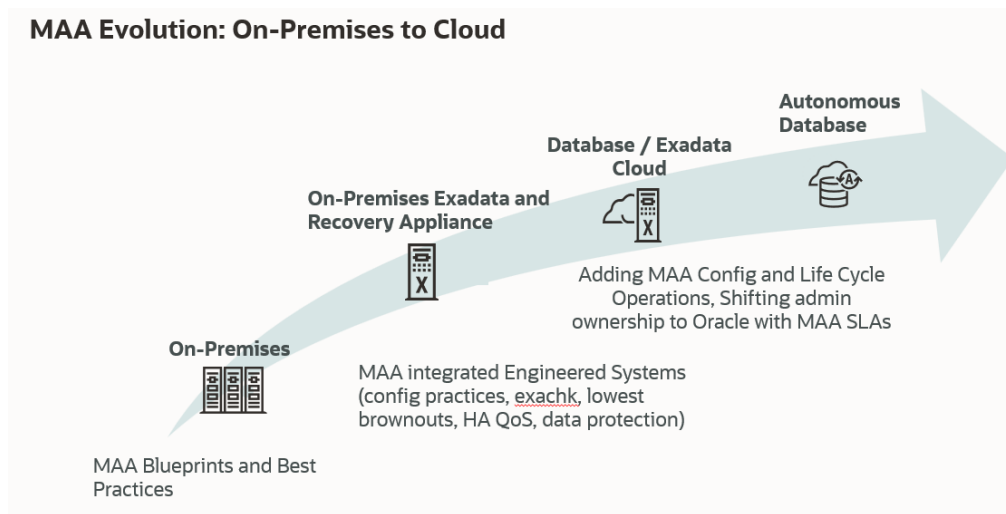 MAA Evolution: On-Premises to Cloud
Autonomous
Database
Database / Exadata
Cloud
On-Premises Exadata and
Recovery Appliance
On-Premises
Adding MAA Config and Life Cycle
Operations, Shifting admin
ownership to Oracle with MAA SLAs
MAA integrated Engineered Systems
(config practices, exachk, lowest
brownouts, HA QoS, data protection)
MAA Blueprints and Best
Practices
X
X
A